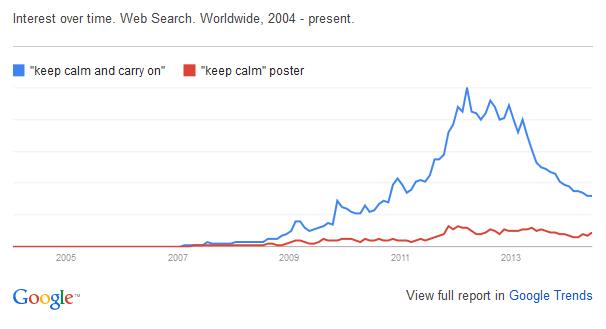 Interest over time. Web Search. Worldwide, 2004 - present.
"keep calm and carry on" "keep calm" poster
2005 2007 2009 2011 2013
Google™ View full report in Google Trends